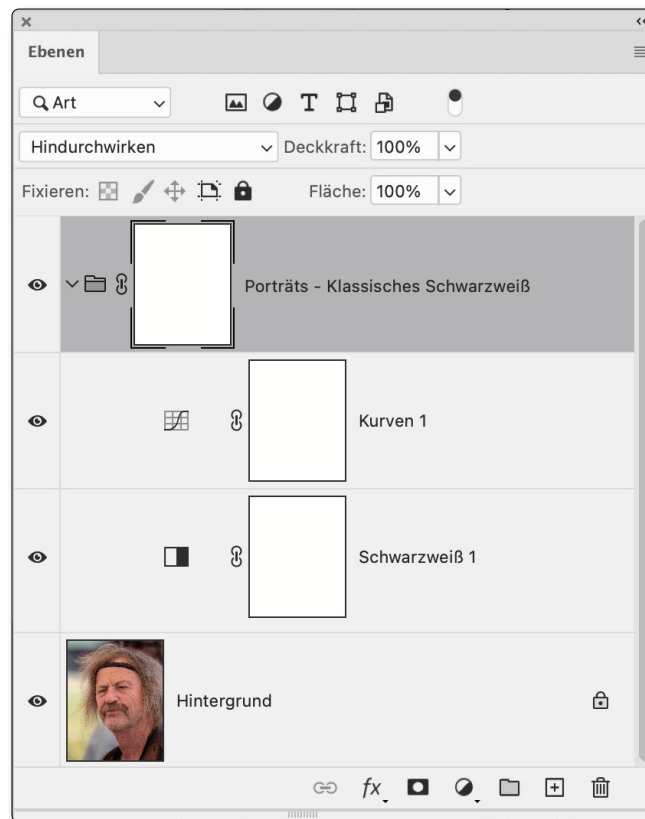 Ebenen
Art
Hindurchwirken Deckkraft: 100%
Fixieren: Fläche: 100%
Porträts - Klassisches Schwarzweiß
Kurven 1
Schwarzweiß 1
Hintergrund
fx